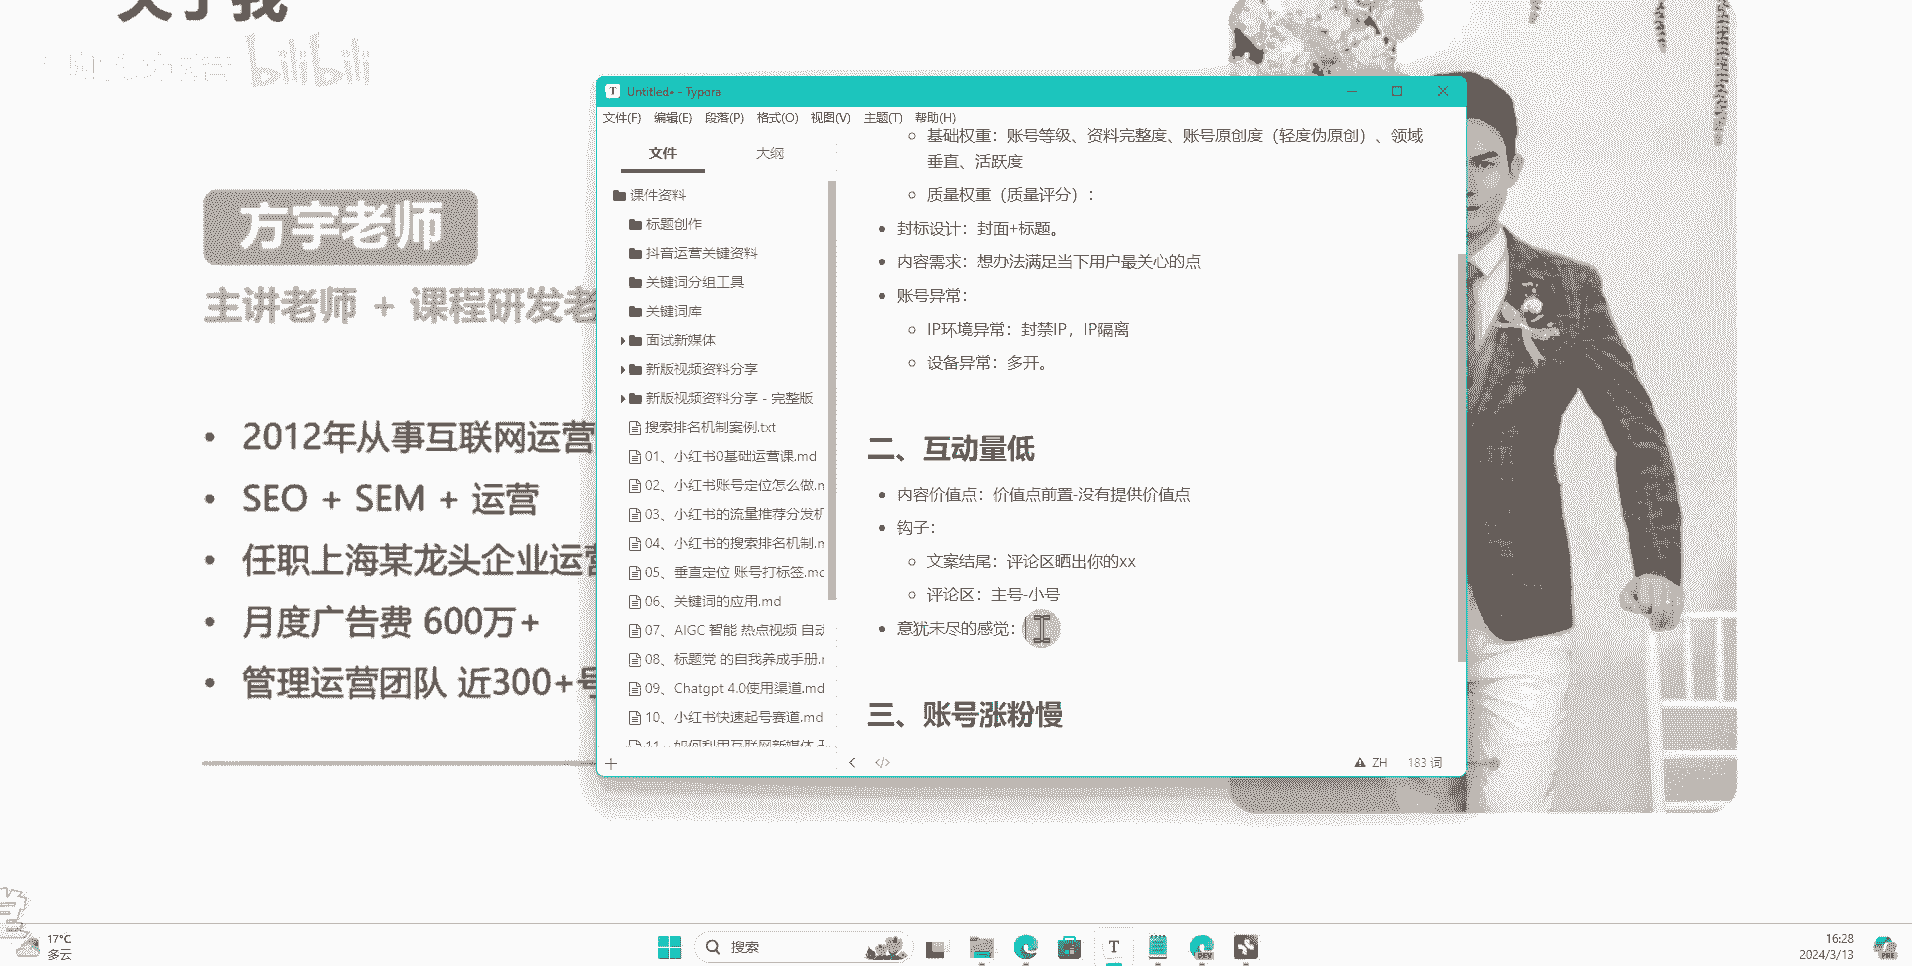 关于我
bilibili
方宇老师
主讲老师 + 课程研发老
2012年从事互联网运营
SEO + SEM + 运营
任职上海某龙头企业运营
月度广告费 600万+
管理运营团队 近300+号
Untitled• - Typora
文件(F) 编辑(E) 段落(P) 格式(O) 视图(V) 主题(T) 帮助(H)
文件 大纲
课件资料
标题创作
抖音运营关键资料
关键词分组工具
关键词库
面试新媒体
新版视频资料分享
新版视频资料分享 - 完整版
搜索排名机制案例.txt
01、小红书0基础运营课.md
02、小红书账号定位怎么做.m
03、小红书的流量推荐分发机
04、小红书的搜索排名机制.m
05、垂直定位 账号打标签.mc
06、关键词的应用.md
07、AIGC 智能 热点视频 自动
08、标题党 的自我养成手册.r
09、Chatgpt 4.0使用渠道.md
10、小红书快速起号赛道.md
11、如何利用互联网新媒体
基础权重：账号等级、资料完整度、账号原创度（轻度伪原创）、领域
垂直、活跃度
质量权重（质量评分）：
封标设计：封面+标题。
内容需求：想办法满足当下用户最关心的点
账号异常：
IP环境异常：封禁IP，IP隔离
设备异常：多开。
二、互动量低
内容价值点：价值点前置-没有提供价值点
钩子：
文案结尾：评论区晒出你的xx
评论区：主号-小号
意犹未尽的感觉：
三、账号涨粉慢
ZH 183 词
17°C
多云
搜索
T
DEV
16:28
2024/3/13
PRE